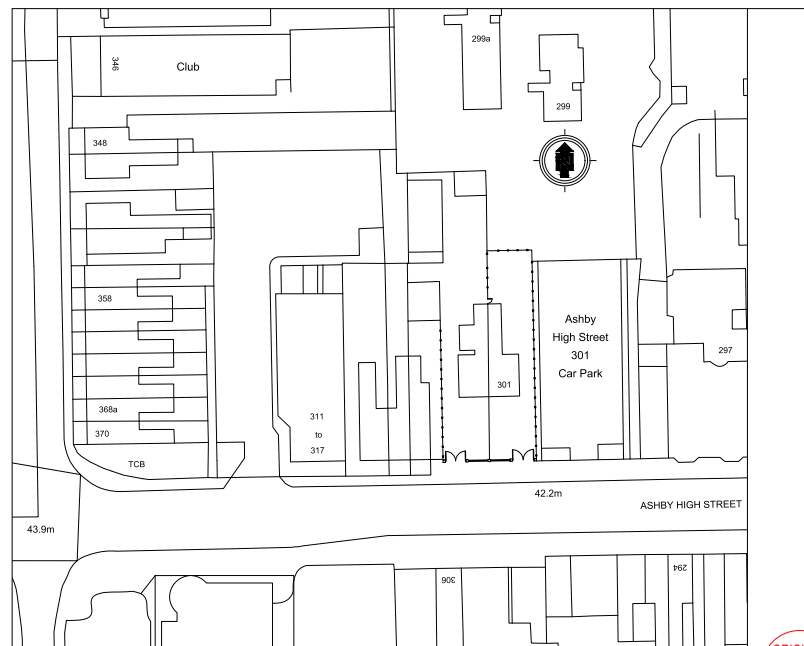 299a
346
Club
299
348
358
Ashby
High Street
301
Car Park
297
301
368a
311
to
317
370
TCB
42.2m
ASHBY HIGH STREET
43.9m
306
294